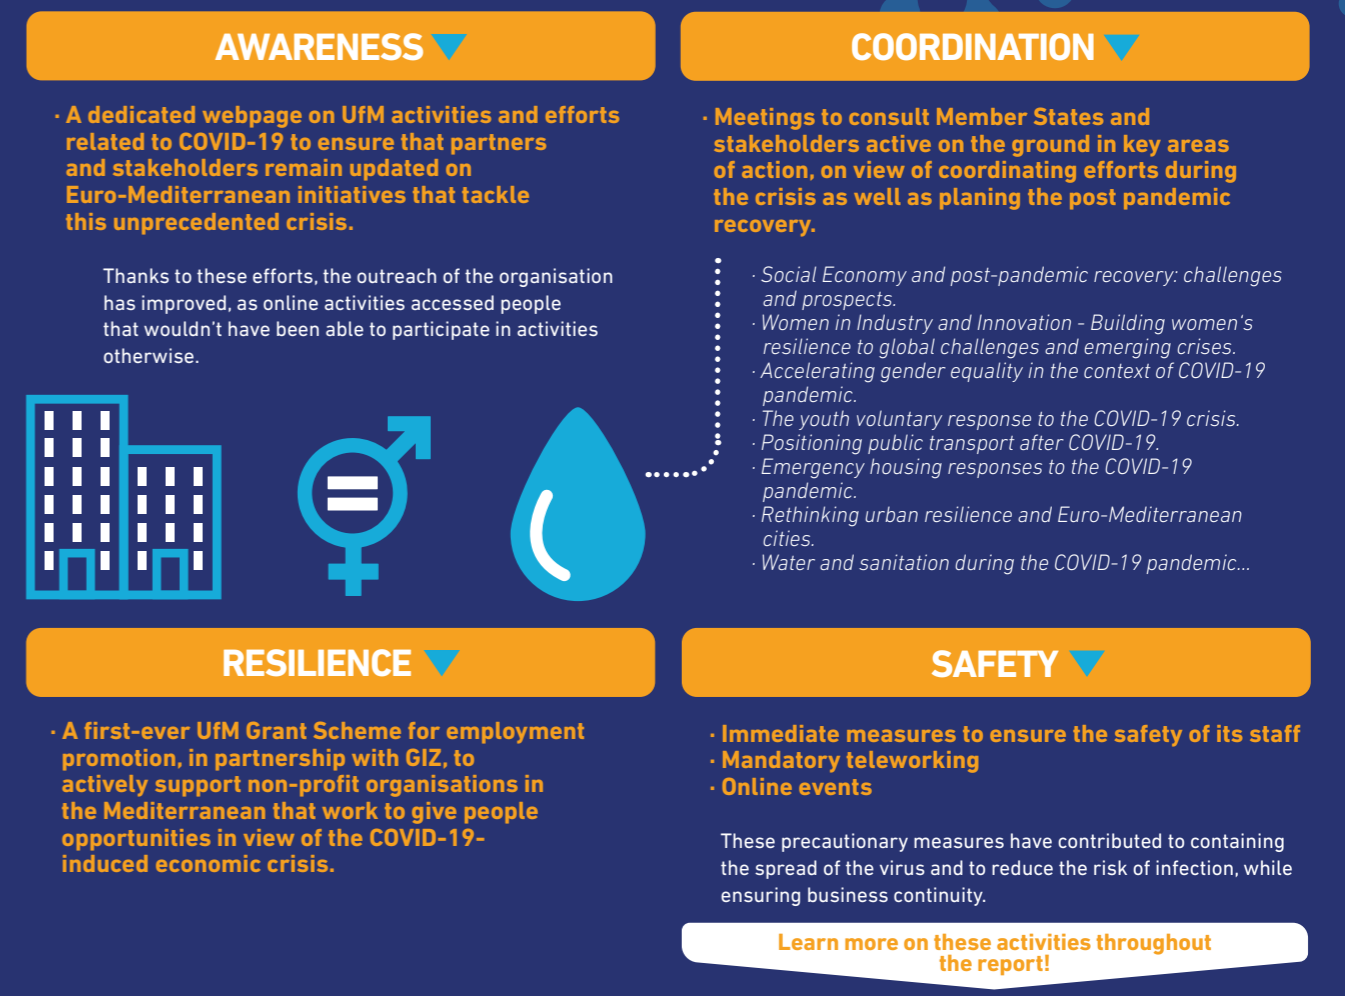 AWARENESS
· A dedicated webpage on UfM activities and efforts
related to COVID-19 to ensure that partners
and stakeholders remain updated on
Euro-Mediterranean initiatives that tackle
this unprecedented crisis.
Thanks to these efforts, the outreach of the organisation
has improved, as online activities accessed people
that wouldn't have been able to participate in activities
otherwise.
COORDINATION
· Meetings to consult Member States and
stakeholders active on the ground in key areas
of action, on view of coordinating efforts during
the crisis as well as planing the post pandemic
recovery.
· Social Economy and post-pandemic recovery: challenges
and prospects.
· Women in Industry and Innovation - Building women's
resilience to global challenges and emerging crises.
· Accelerating gender equality in the context of COVID-19
pandemic.
· The youth voluntary response to the COVID-19 crisis.
· Positioning public transport after COVID-19.
· Emergency housing responses to the COVID-19
pandemic.
· Rethinking urban resilience and Euro-Mediterranean
cities.
· Water and sanitation during the COVID-19 pandemic...
RESILIENCE
· A first-ever UfM Grant Scheme for employment
promotion, in partnership with GIZ, to
actively support non-profit organisations in
the Mediterranean that work to give people
opportunities in view of the COVID-19-
induced economic crisis.
SAFETY
· Immediate measures to ensure the safety of its staff
· Mandatory teleworking
· Online events
These precautionary measures have contributed to containing
the spread of the virus and to reduce the risk of infection, while
ensuring business continuity.
Learn more on these activities throughout
the report!